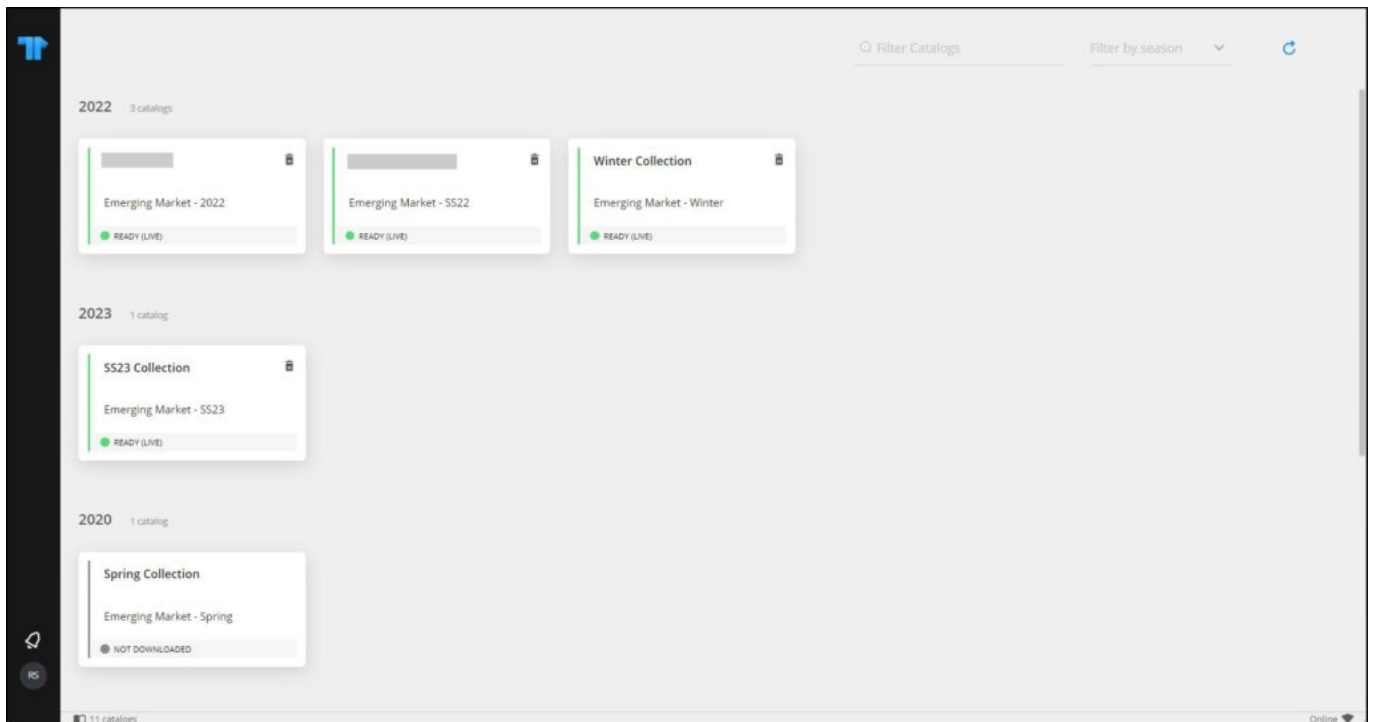 Filter Catalogs
Filter by season
2022 3 catalogs
Emerging Market - 2022
READY (LIVE)
Emerging Market - SS22
READY (LIVE)
Winter Collection
Emerging Market - Winter
READY (LIVE)
2023 1 catalog
SS23 Collection
Emerging Market - SS23
READY (LIVE)
2020 1 catalog
Spring Collection
Emerging Market - Spring
NOT DOWNLOADED
RS
11 catalogs
Online